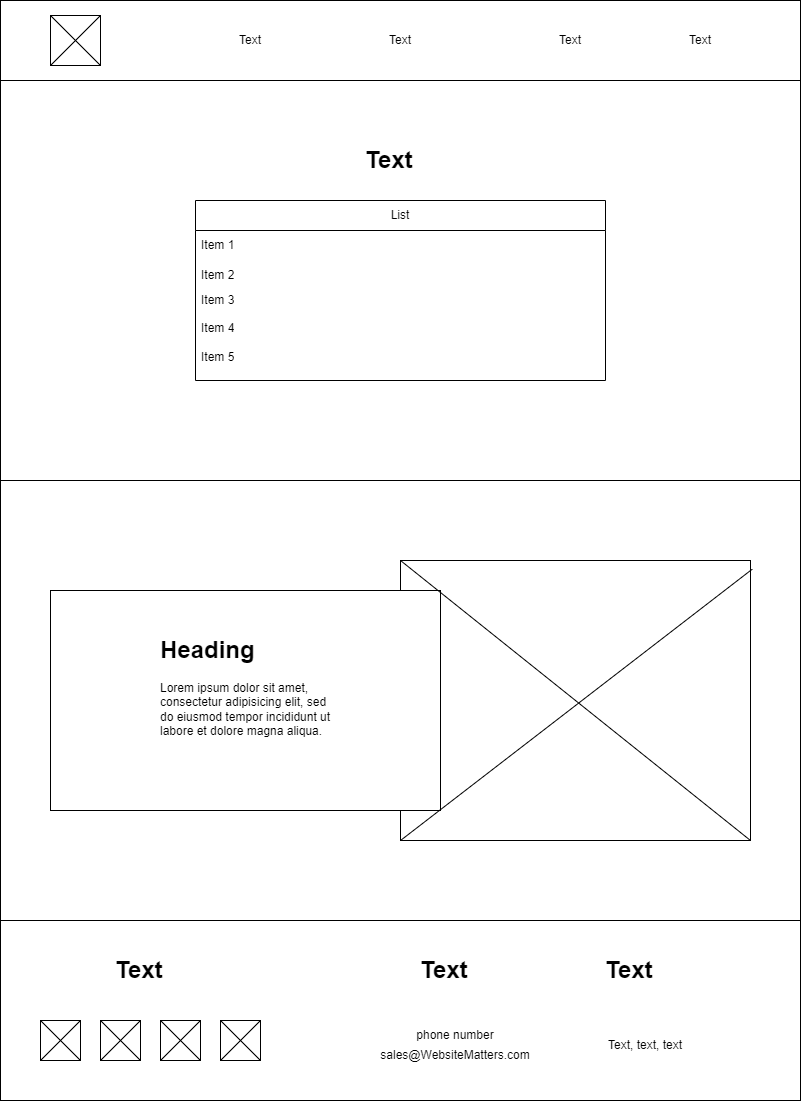 Text
Text
Text
Text
Text
List
Item 1
Item 2
Item 3
Item 4
Item 5
Heading
Lorem ipsum dolor sit amet,
consectetur adipisicing elit, sed
do eiusmod tempor incididunt ut
labore et dolore magna aliqua.
Text
Text
Text
phone number
sales@WebsiteMatters.com
Text, text, text